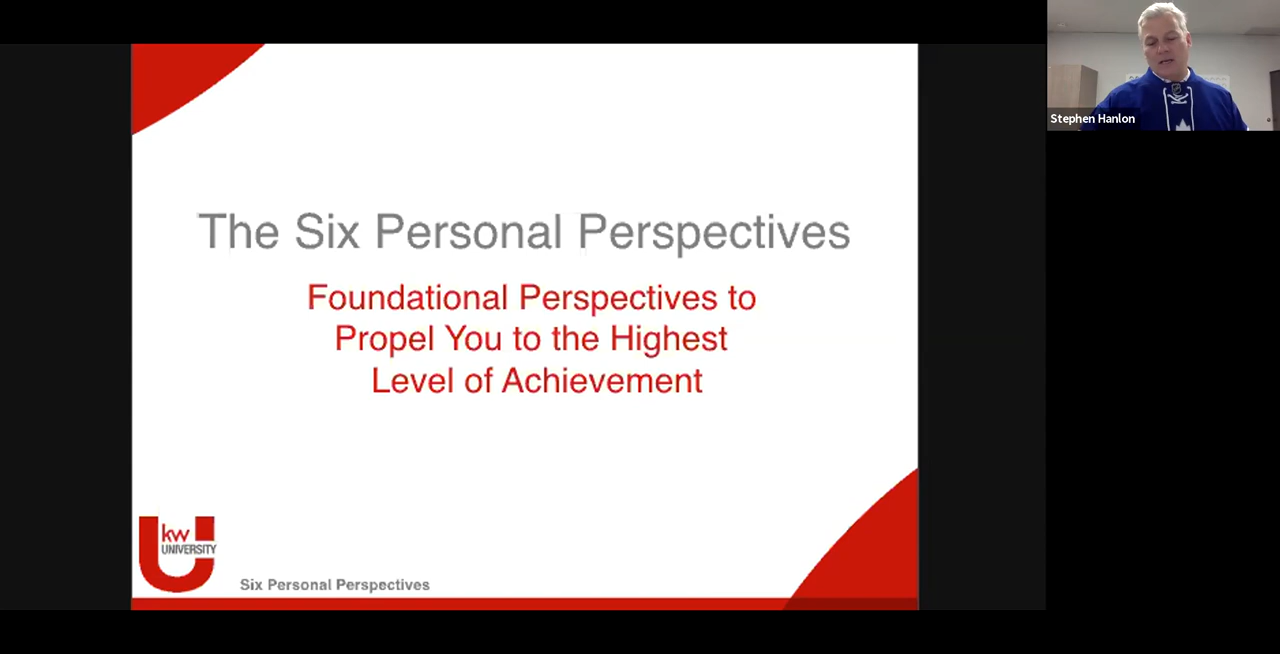 Stephen Hanlon
The Six Personal Perspectives
Foundational Perspectives to
Propel You to the Highest
Level of Achievement
kw
UNIVERSITY
Six Personal Perspectives